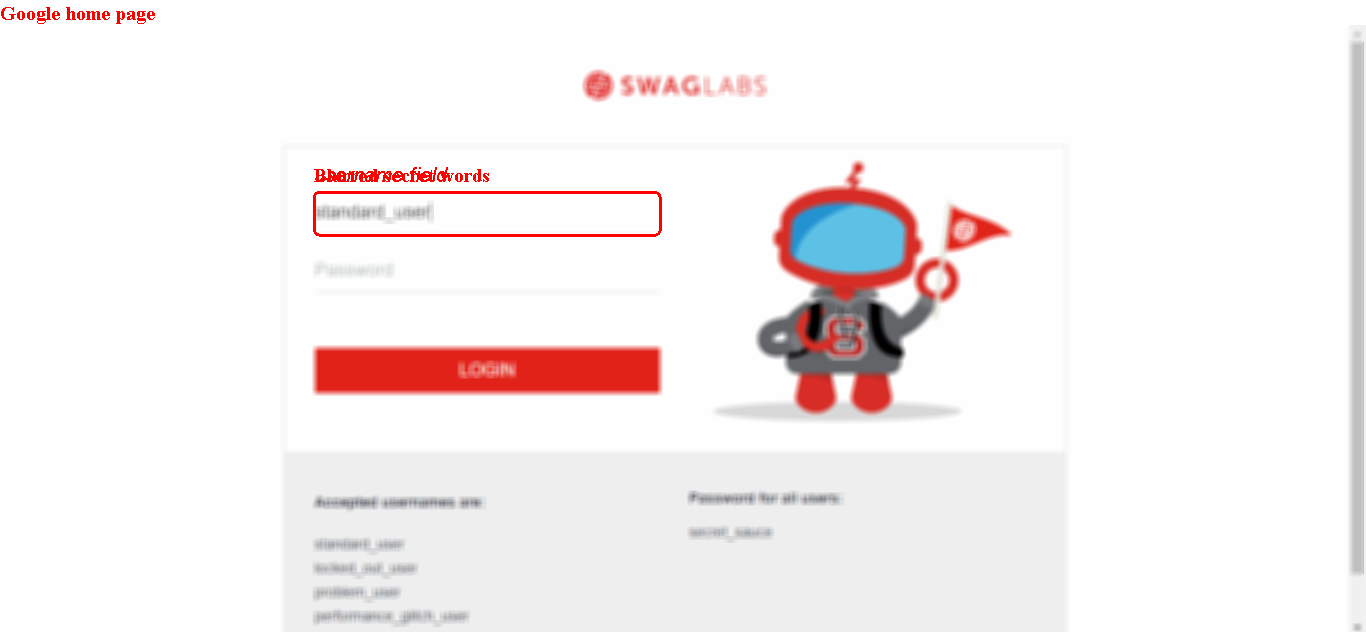 Google home page
SWAGLABS
Blurred secret words
username field
standard_user
Password
LOGIN
Accepted usernames are:
Password for all users:
standard_user
secret_sauce
locked_out_user
problem_user
performance_glitch_user